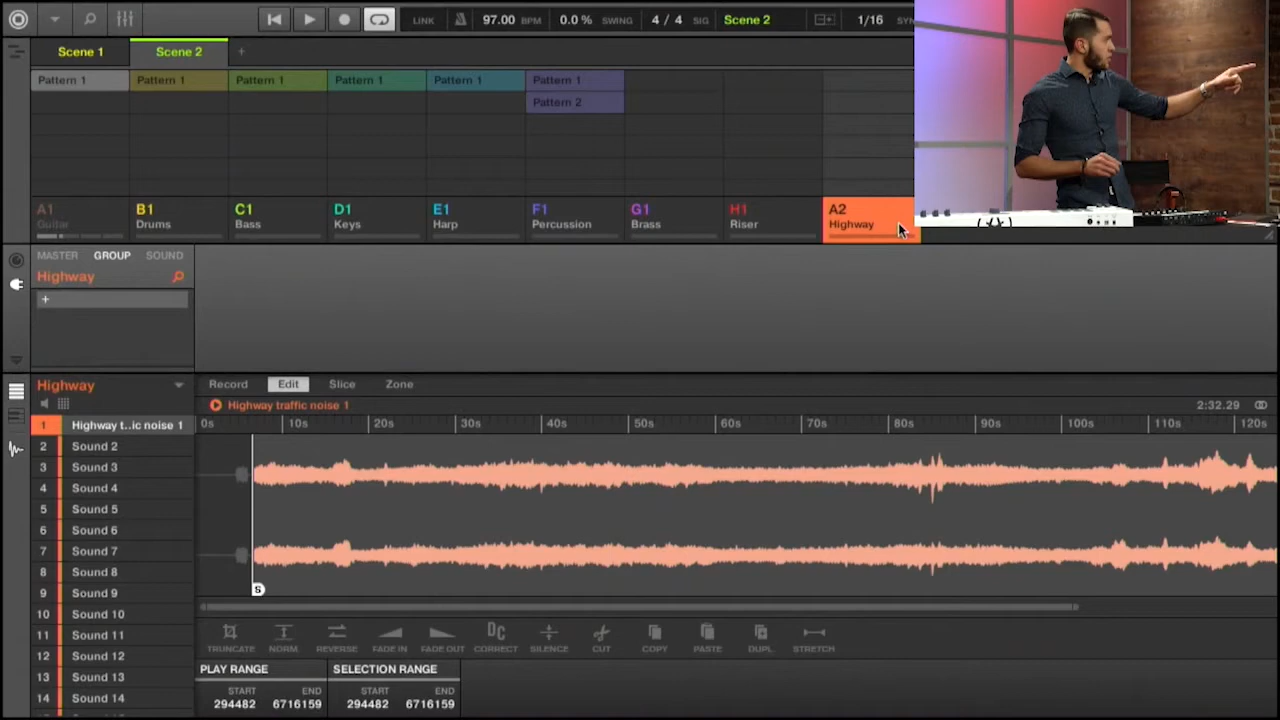 LINK 97.00 BPM 0.0% SWING 4 / 4 SIG Scene 2 1/16
Scene 1 Scene 2 +
Pattern 1 Pattern 1 Pattern 1 Pattern 1 Pattern 1 Pattern 1
Pattern 2
A1 B1 C1 D1 E1 F1 G1 H1 A2
Guitar Drums Bass Keys Harp Percussion Brass Riser Highway
MASTER GROUP SOUND
Highway
+
Highway Record Edit Slice Zone
Highway traffic noise 1 2:32.29
0s 10s 20s 30s 40s 50s 60s 70s 80s 90s 100s 110s 120s
1 Highway t..ic noise 1
2 Sound 2
3 Sound 3
4 Sound 4
5 Sound 5
6 Sound 6
7 Sound 7
8 Sound 8
9 Sound 9
S
10 Sound 10
11 Sound 11
12 Sound 12
13 Sound 13
14 Sound 14
DC
TRUNCATE NORM. REVERSE FADE IN FADE OUT CORRECT SILENCE CUT COPY PASTE DUPL. STRETCH
PLAY RANGE SELECTION RANGE
START END START END
294482 6716159 294482 6716159